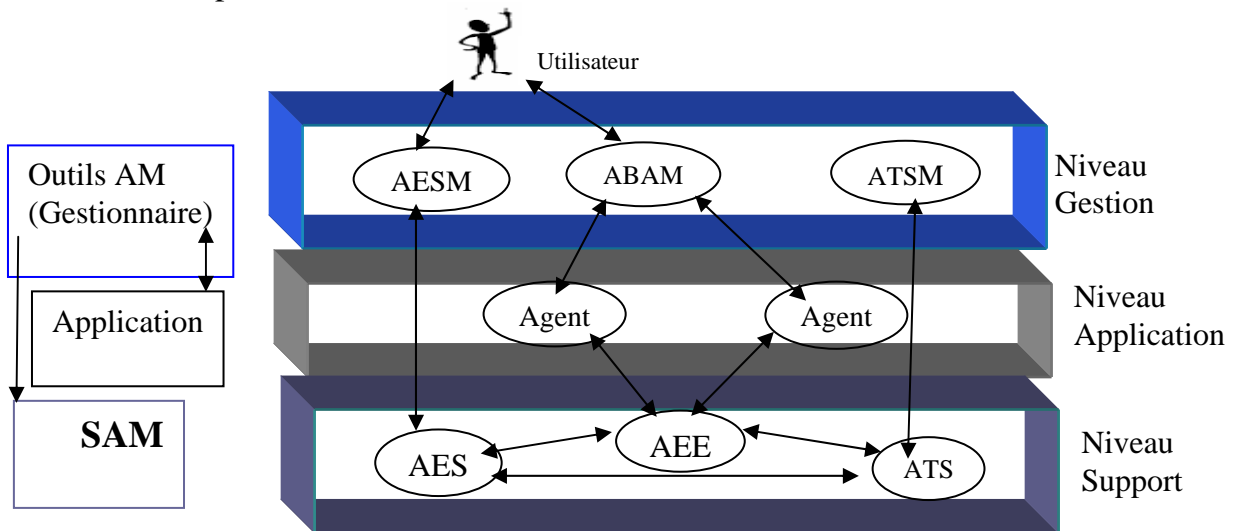 Utilisateur
AESM
ABAM
ATSM
Niveau
Gestion
Outils AM
(Gestionnaire)
Application
Agent
Agent
Niveau
Application
SAM
AES
AEE
ATS
Niveau
Support